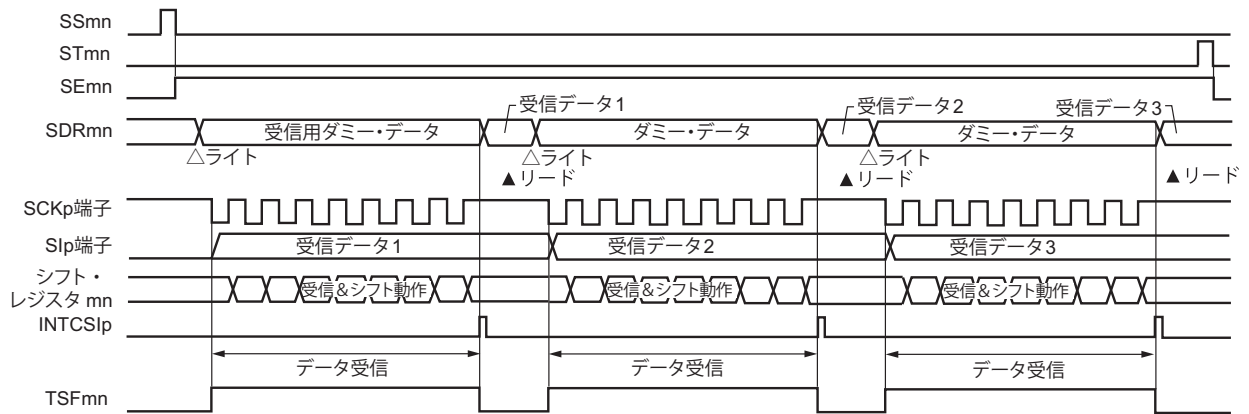 SSmn
STmn
SEmn
受信データ1
受信データ2
受信データ3
SDRmn
受信用ダミー・データ
ダミー・データ
ダミー・データ
△ライト
△ライト
△ライト
▲リード
▲リード
▲リード
SCKp端子
SIp端子
受信データ1
受信データ2
受信データ3
シフト・
レジスタ mn
受信&シフト動作
受信&シフト動作
受信&シフト動作
INTCSIp
データ受信
データ受信
データ受信
TSFmn